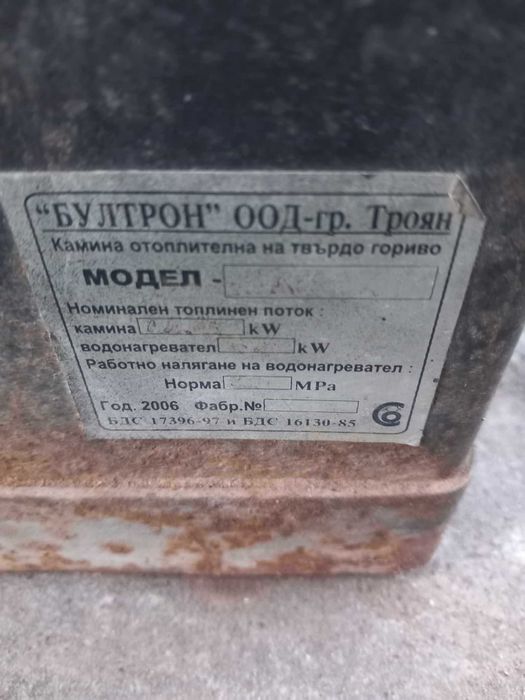 "БУЛТРОН" ООД-гр. Троян
Камина отоплителна на твърдо гориво
МОДЕЛ -
Номинален топлинен поток :
камина kW
водонагревател kW
Работно налягане на водонагревател :
Норма MPa
Год. 2006 Фабр.№
БДС 17396-97 и БДС 16130-85